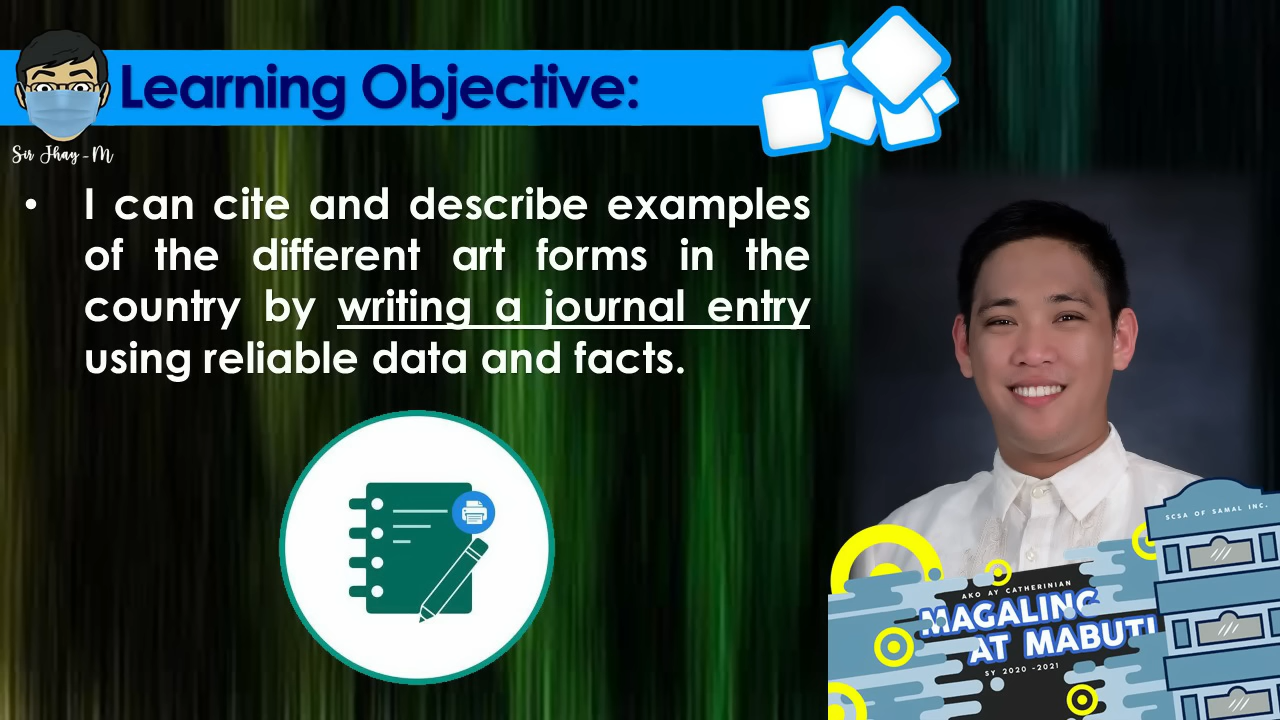 Learning Objective:
Sir Jhay-M
• I can cite and describe examples
of the different art forms in the
country by writing a journal entry
using reliable data and facts.
SCSA OF SAMAL INC.
AKO AY CATHERINIAN
MAGALING
AT MABUTI
SY 2020 -2021